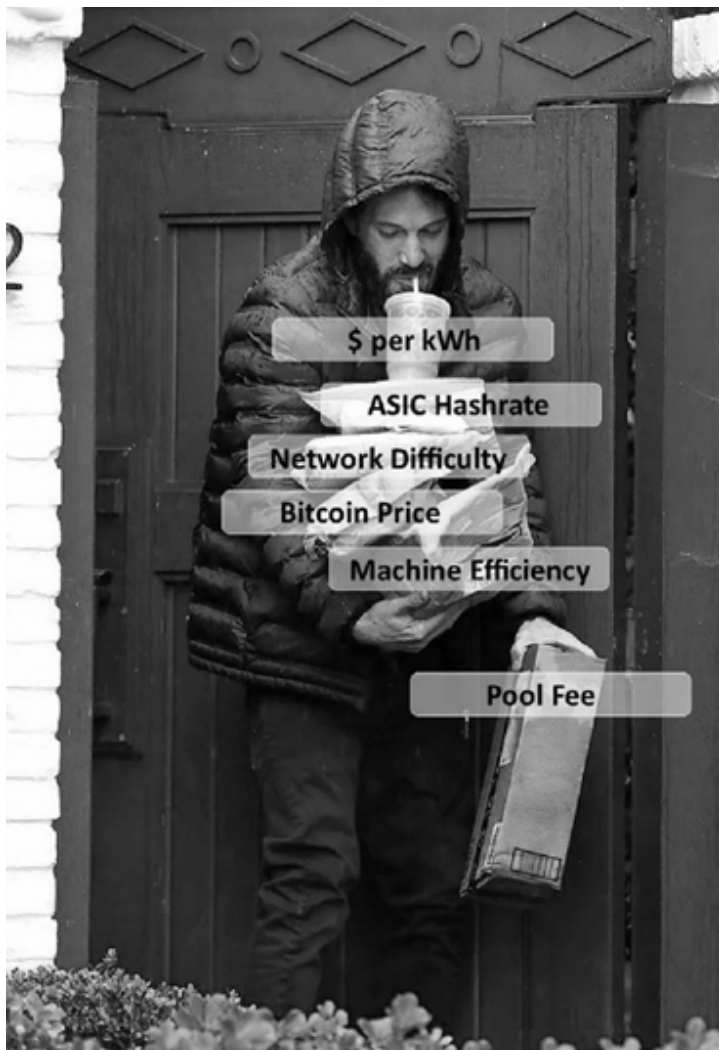 $ per kWh
ASIC Hashrate
Network Difficulty
Bitcoin Price
Machine Efficiency
Pool Fee